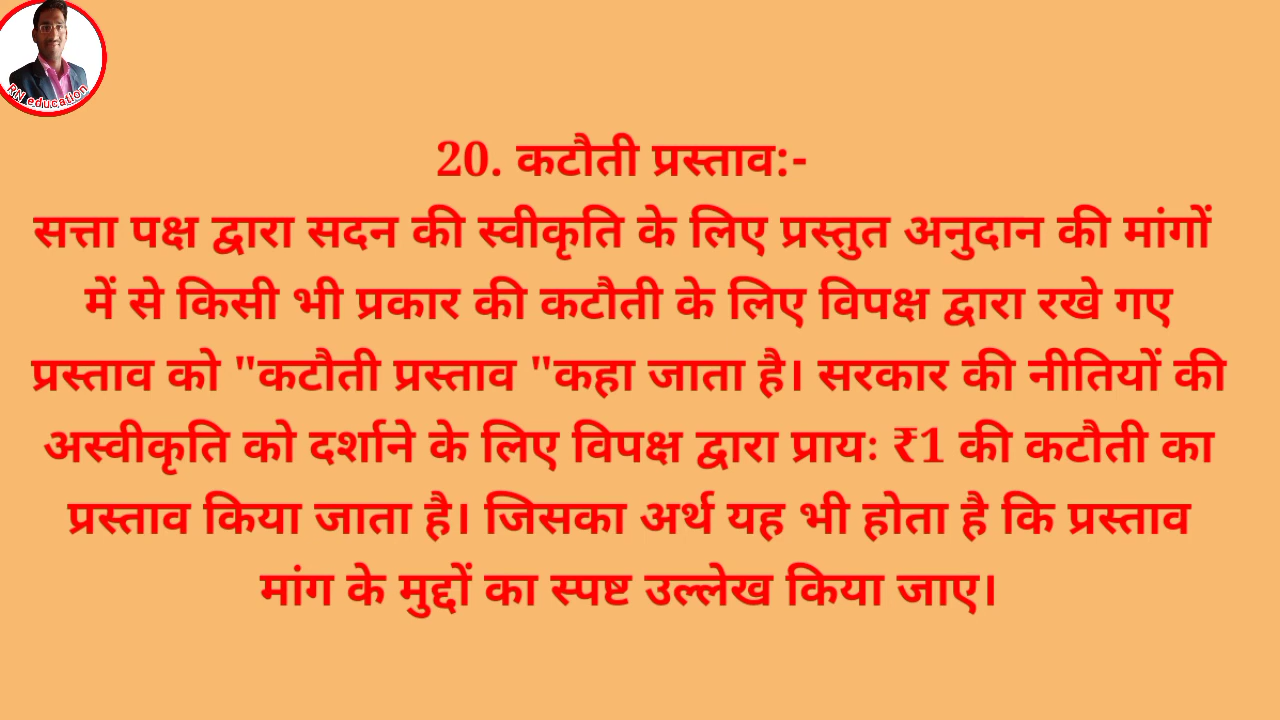 RN education
20. कटौती प्रस्ताव:-
सत्ता पक्ष द्वारा सदन की स्वीकृति के लिए प्रस्तुत अनुदान की मांगों
में से किसी भी प्रकार की कटौती के लिए विपक्ष द्वारा रखे गए
प्रस्ताव को "कटौती प्रस्ताव "कहा जाता है। सरकार की नीतियों की
अस्वीकृति को दर्शाने के लिए विपक्ष द्वारा प्रायः ₹1 की कटौती का
प्रस्ताव किया जाता है। जिसका अर्थ यह भी होता है कि प्रस्ताव
मांग के मुद्दों का स्पष्ट उल्लेख किया जाए।